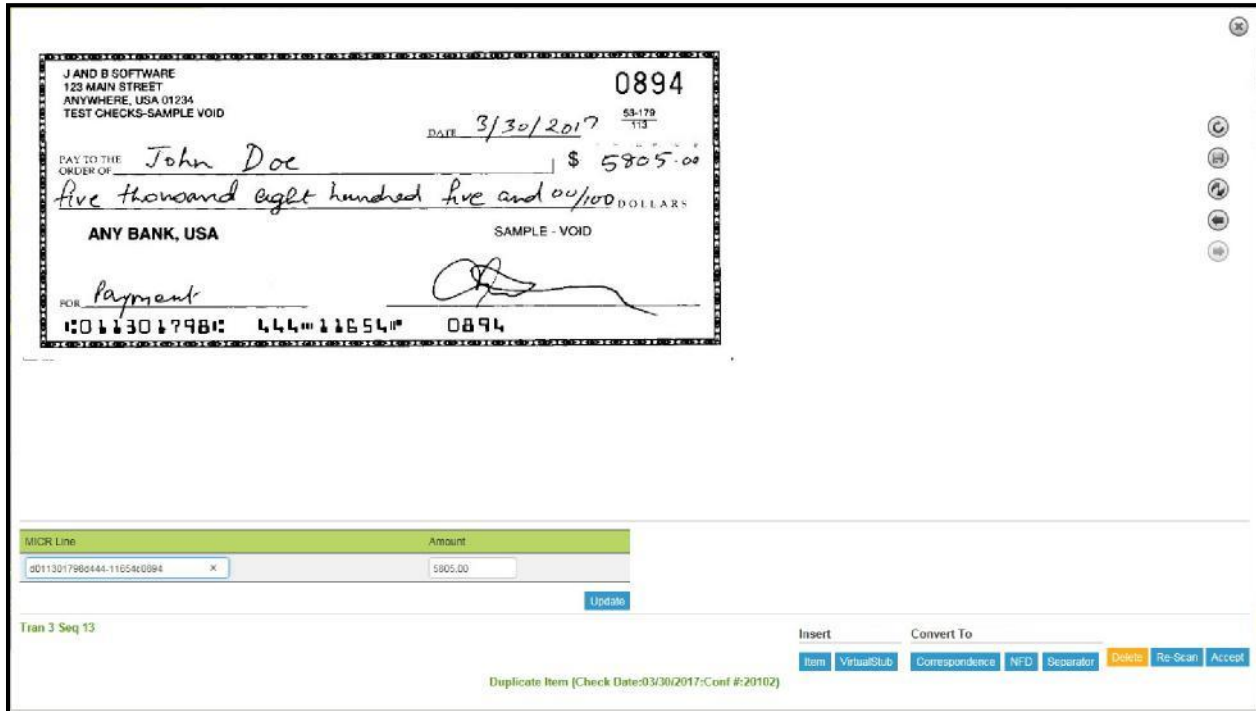 J AND B SOFTWARE
123 MAIN STREET
ANYWHERE, USA 01234
TEST CHECKS-SAMPLE VOID
0894
53-179
113
DATE 3/30/2017
PAY TO THE
ORDER OF John Doe $ 5805.00
five thousand eight hundred five and 00/100 DOLLARS
ANY BANK, USA
SAMPLE - VOID
FOR Payment
⑆011301798⑆ 444⑉11654⑈ 0894
MICR Line Amount
d011301798d444-11654c0894 × 5805.00
Update
Tran 3 Seq 13
Insert Convert To
Item VirtualStub Correspondence NFD Separator Delete Re-Scan Accept
Duplicate Item (Check Date:03/30/2017:Conf #:20102)